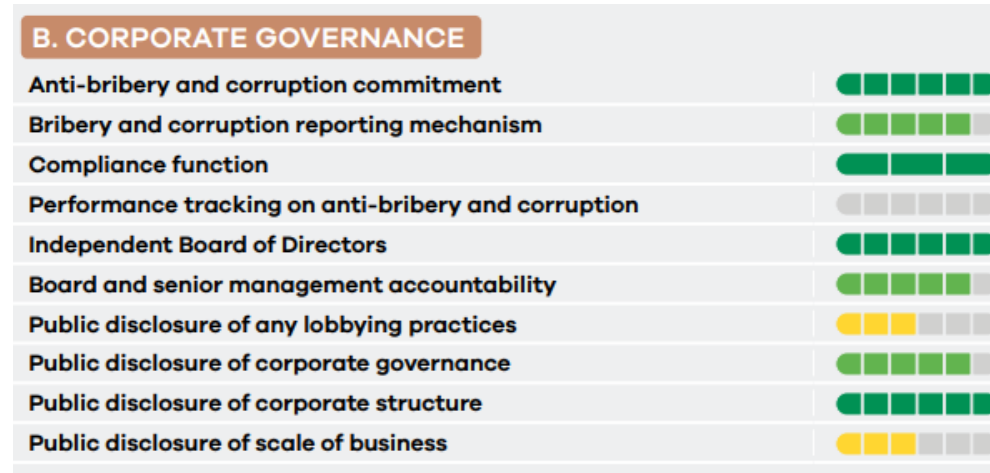 B. CORPORATE GOVERNANCE
Anti-bribery and corruption commitment
Bribery and corruption reporting mechanism
Compliance function
Performance tracking on anti-bribery and corruption
Independent Board of Directors
Board and senior management accountability
Public disclosure of any lobbying practices
Public disclosure of corporate governance
Public disclosure of corporate structure
Public disclosure of scale of business